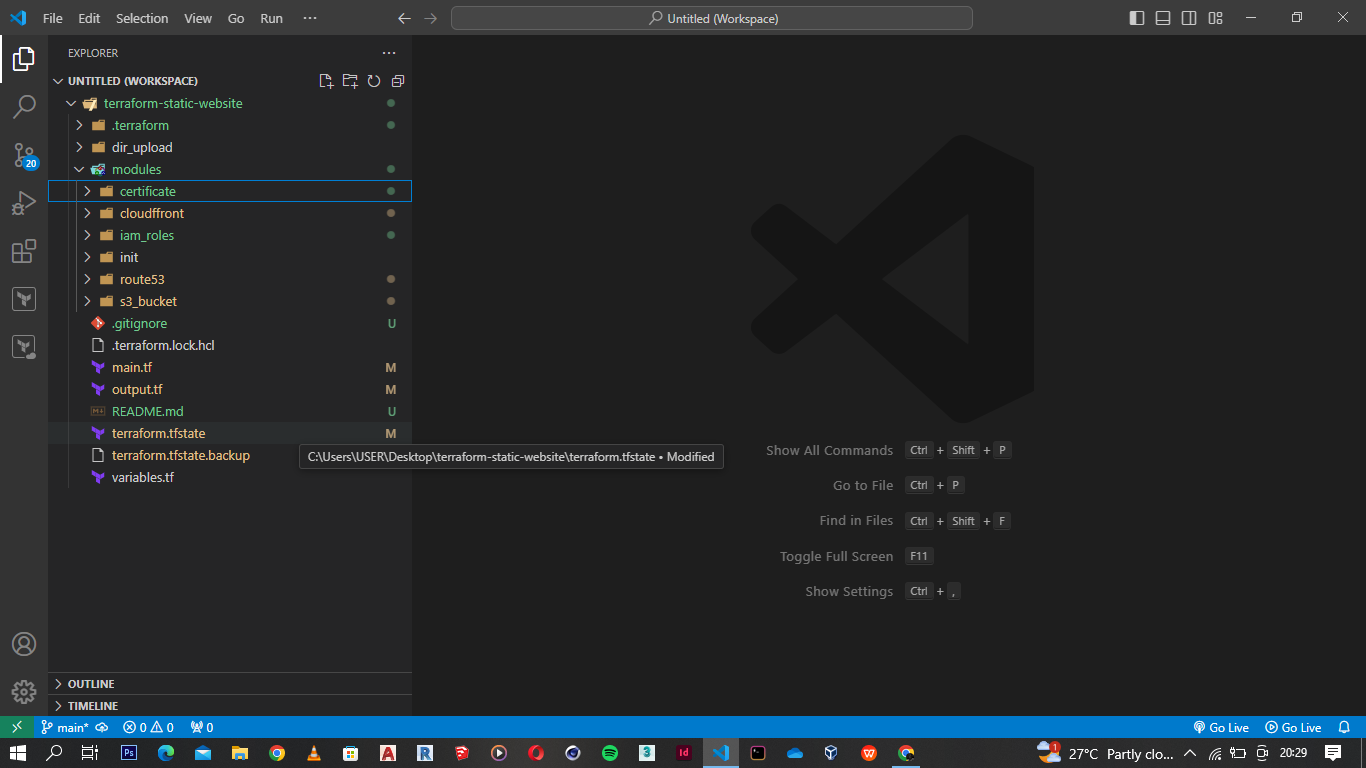 File Edit Selection View Go Run ···
Untitled (Workspace)
EXPLORER
UNTITLED (WORKSPACE)
terraform-static-website
.terraform
dir_upload
modules
certificate
cloudffront
iam_roles
init
route53
s3_bucket
.gitignore U
.terraform.lock.hcl
main.tf M
output.tf M
README.md U
terraform.tfstate M
terraform.tfstate.backup
variables.tf
C:\Users\USER\Desktop\terraform-static-website\terraform.tfstate • Modified
20
Show All Commands Ctrl + Shift + P
Go to File Ctrl + P
Find in Files Ctrl + Shift + F
Toggle Full Screen F11
Show Settings Ctrl + ,
OUTLINE
TIMELINE
main* 0 0 0 Go Live Go Live
Ps A R 3 Id W 1 27°C Partly clo... 20:29